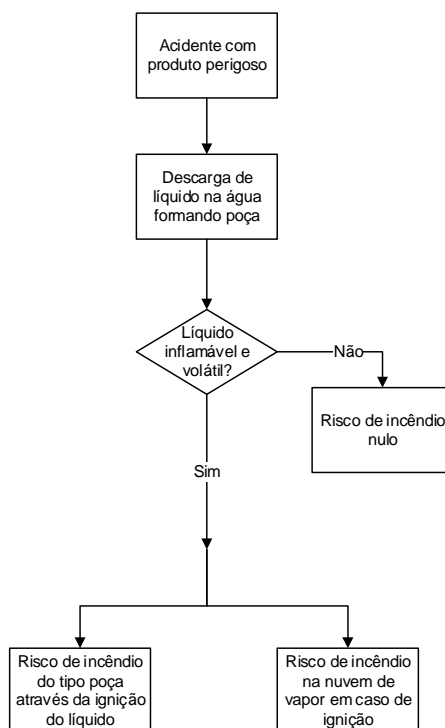 Acidente com
produto perigoso
Descarga de
líquido na água
formando poça
Líquido
inflamável e
volátil?
Não
Risco de incêndio
nulo
Sim
Risco de incêndio
do tipo poça
através da ignição
do líquido
Risco de incêndio
na nuvem de
vapor em caso de
ignição